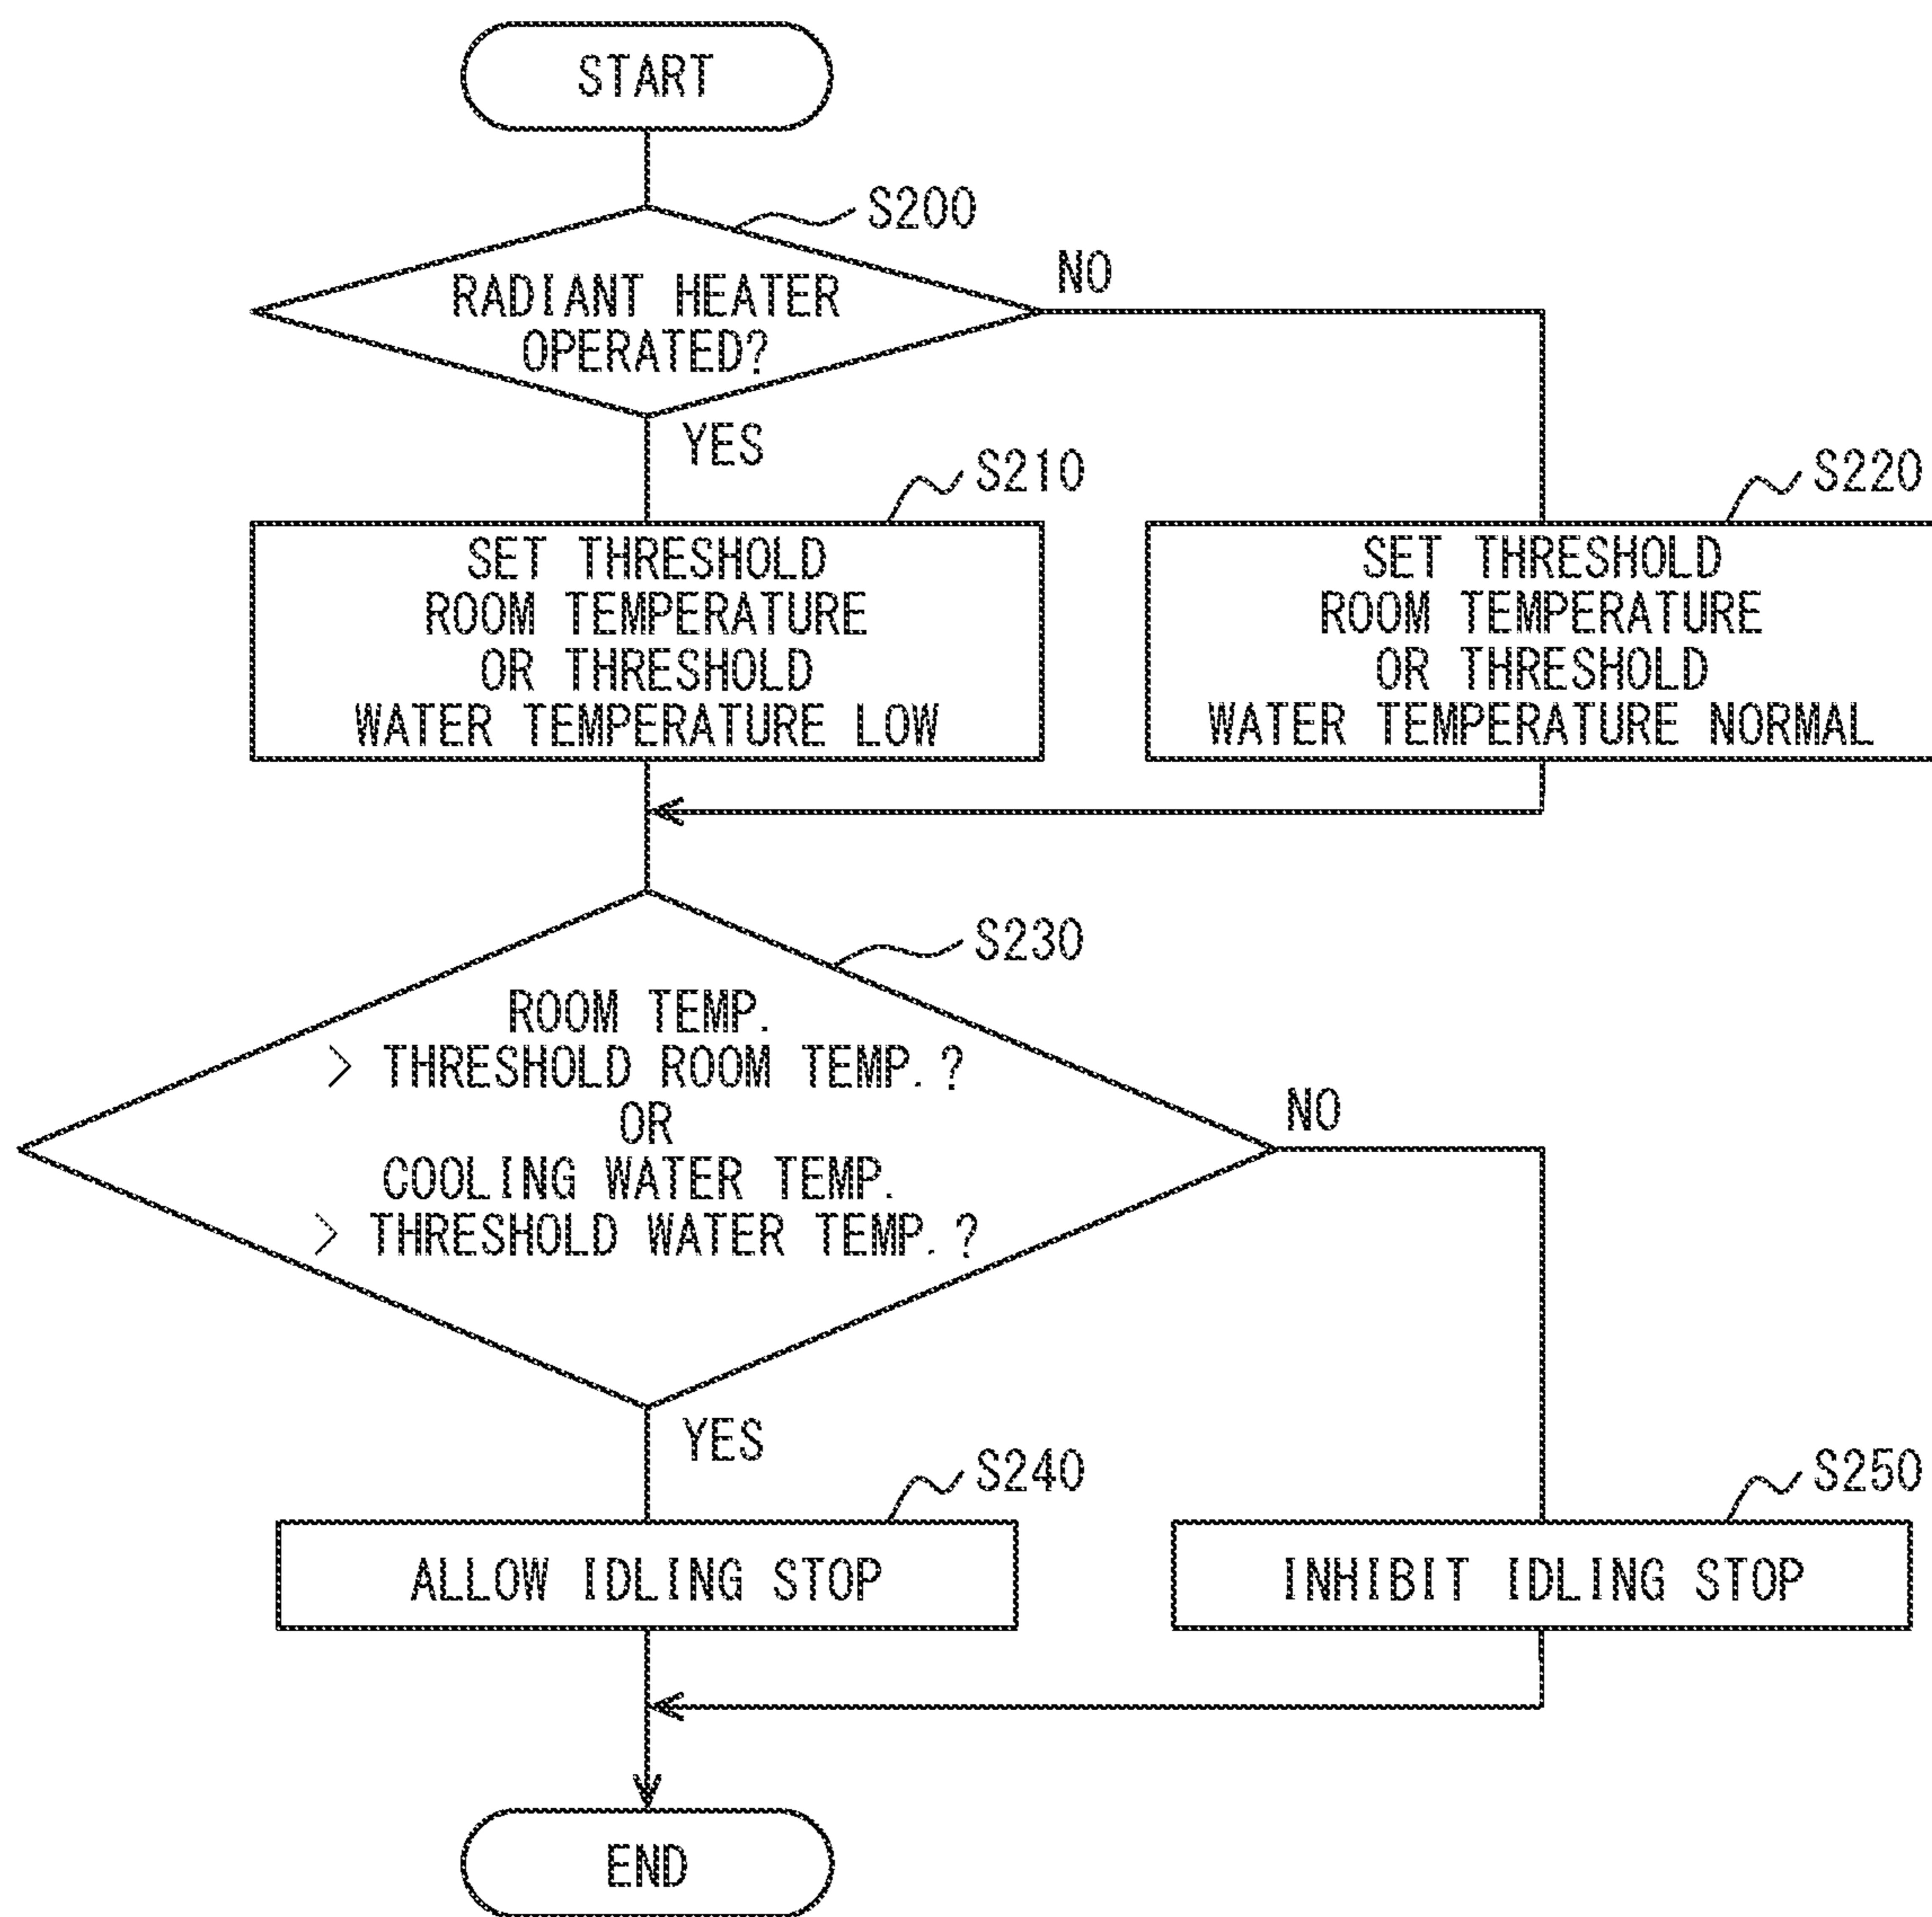 START
S200
RADIANT HEATER
OPERATED?
NO
YES
S210
SET THRESHOLD
ROOM TEMPERATURE
OR THRESHOLD
WATER TEMPERATURE LOW
S220
SET THRESHOLD
ROOM TEMPERATURE
OR THRESHOLD
WATER TEMPERATURE NORMAL
S230
ROOM TEMP.
> THRESHOLD ROOM TEMP.?
OR
COOLING WATER TEMP.
> THRESHOLD WATER TEMP.?
NO
YES
S240
ALLOW IDLING STOP
S250
INHIBIT IDLING STOP
END